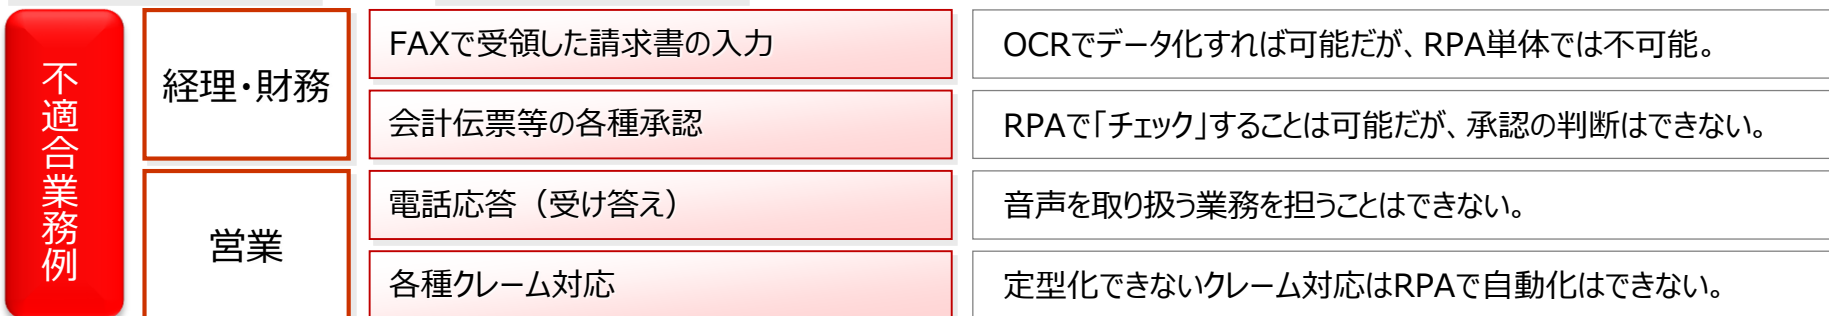 不適合業務例
経理・財務
FAXで受領した請求書の入力
OCRでデータ化すれば可能だが、RPA単体では不可能。
会計伝票等の各種承認
RPAで「チェック」することは可能だが、承認の判断はできない。
営業
電話応答（受け答え）
音声を取り扱う業務を担うことはできない。
各種クレーム対応
定型化できないクレーム対応はRPAで自動化はできない。